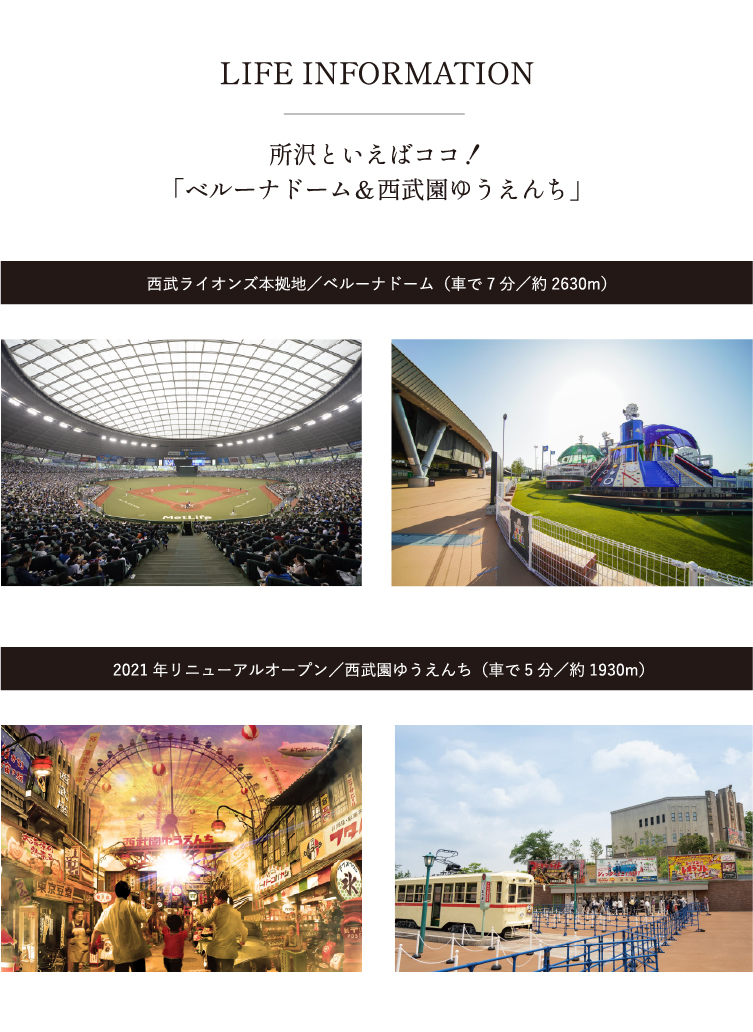 LIFE INFORMATION
所沢といえばココ！
「ベルーナドーム＆西武園ゆうえんち」
西武ライオンズ本拠地／ベルーナドーム（車で7分／約2630m）
MetLife
2021年リニューアルオープン／西武園ゆうえんち（車で5分／約1930m）
西武園ゆうえんち